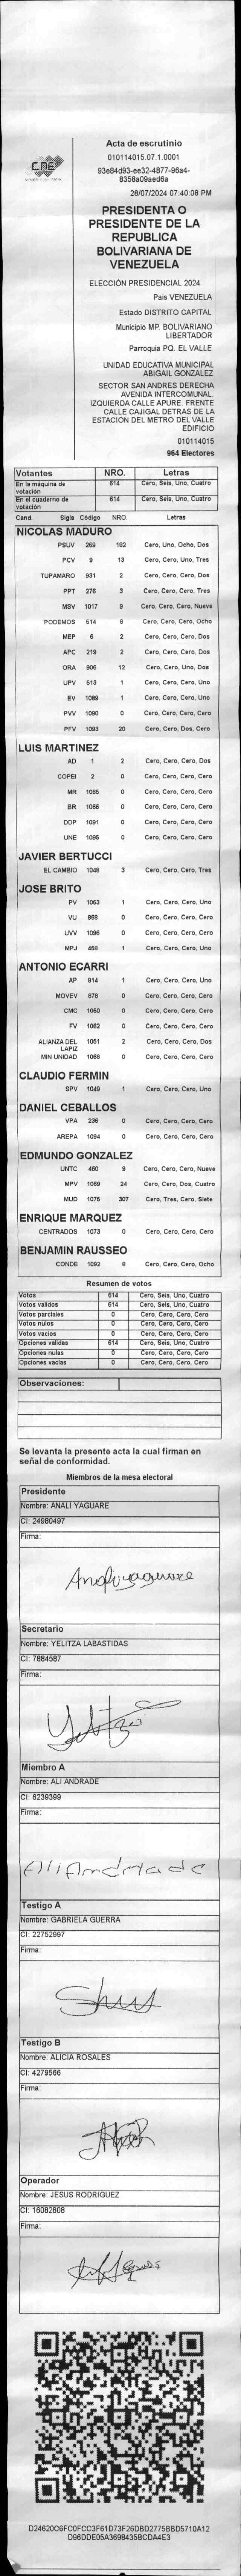 CNE
Acta de escrutinio
010114015.07.1.0001
93e84d93-ee32-4877-96a4-
8358a09aed6a
28/07/2024 07:40:08 PM
PRESIDENTA O
PRESIDENTE DE LA
REPUBLICA
BOLIVARIANA DE
VENEZUELA
ELECCIÓN PRESIDENCIAL 2024
Pais VENEZUELA
Estado DISTRITO CAPITAL
Municipio MP. BOLIVARIANO
LIBERTADOR
Parroquia PQ. EL VALLE
UNIDAD EDUCATIVA MUNICIPAL
ABIGAIL GONZALEZ
SECTOR SAN ANDRES DERECHA
AVENIDA INTERCOMUNAL.
IZQUIERDA CALLE APURE. FRENTE
CALLE CAJIGAL DETRAS DE LA
ESTACION DEL METRO DEL VALLE
EDIFICIO
010114015
964 Electores
Votantes NRO. Letras
En la máquina de votación 614 Cero, Seis, Uno, Cuatro
En el cuaderno de votación 614 Cero, Seis, Uno, Cuatro
Cand. Sigla Código NRO. Letras
NICOLAS MADURO
PSUV 269 182 Cero, Uno, Ocho, Dos
PCV 9 13 Cero, Cero, Uno, Tres
TUPAMARO 931 2 Cero, Cero, Cero, Dos
PPT 276 3 Cero, Cero, Cero, Tres
MSV 1017 9 Cero, Cero, Cero, Nueve
PODEMOS 514 8 Cero, Cero, Cero, Ocho
MEP 6 2 Cero, Cero, Cero, Dos
APC 219 2 Cero, Cero, Cero, Dos
ORA 906 12 Cero, Cero, Uno, Dos
UPV 513 1 Cero, Cero, Cero, Uno
EV 1089 1 Cero, Cero, Cero, Uno
PVV 1090 0 Cero, Cero, Cero, Cero
PFV 1093 20 Cero, Cero, Dos, Cero
LUIS MARTINEZ
AD 1 2 Cero, Cero, Cero, Dos
COPEI 2 0 Cero, Cero, Cero, Cero
MR 1065 0 Cero, Cero, Cero, Cero
BR 1066 0 Cero, Cero, Cero, Cero
DDP 1091 0 Cero, Cero, Cero, Cero
UNE 1095 0 Cero, Cero, Cero, Cero
JAVIER BERTUCCI
EL CAMBIO 1048 3 Cero, Cero, Cero, Tres
JOSE BRITO
PV 1053 1 Cero, Cero, Cero, Uno
VU 868 0 Cero, Cero, Cero, Cero
UVV 1096 0 Cero, Cero, Cero, Cero
MPJ 459 1 Cero, Cero, Cero, Uno
ANTONIO ECARRI
AP 914 1 Cero, Cero, Cero, Uno
MOVEV 878 0 Cero, Cero, Cero, Cero
CMC 1050 0 Cero, Cero, Cero, Cero
FV 1062 0 Cero, Cero, Cero, Cero
ALIANZA DEL LAPIZ 1051 2 Cero, Cero, Cero, Dos
MIN UNIDAD 1068 0 Cero, Cero, Cero, Cero
CLAUDIO FERMIN
SPV 1049 1 Cero, Cero, Cero, Uno
DANIEL CEBALLOS
VPA 236 0 Cero, Cero, Cero, Cero
AREPA 1094 0 Cero, Cero, Cero, Cero
EDMUNDO GONZALEZ
UNTC 460 9 Cero, Cero, Cero, Nueve
MPV 1069 24 Cero, Cero, Dos, Cuatro
MUD 1075 307 Cero, Tres, Cero, Siete
ENRIQUE MARQUEZ
CENTRADOS 1073 0 Cero, Cero, Cero, Cero
BENJAMIN RAUSSEO
CONDE 1092 8 Cero, Cero, Cero, Ocho
Resumen de votos
Votos 614 Cero, Seis, Uno, Cuatro
Votos validos 614 Cero, Seis, Uno, Cuatro
Votos parciales 0 Cero, Cero, Cero, Cero
Votos nulos 0 Cero, Cero, Cero, Cero
Votos vacios 0 Cero, Cero, Cero, Cero
Opciones validas 614 Cero, Seis, Uno, Cuatro
Opciones nulas 0 Cero, Cero, Cero, Cero
Opciones vacias 0 Cero, Cero, Cero, Cero
Observaciones:
Se levanta la presente acta la cual firman en
señal de conformidad.
Miembros de la mesa electoral
Presidente
Nombre: ANALI YAGUARE
CI: 24980497
Firma:
Analiyaguare
Secretario
Nombre: YELITZA LABASTIDAS
CI: 7884587
Firma:
Miembro A
Nombre: ALI ANDRADE
CI: 6239399
Firma:
Ali Andrade
Testigo A
Nombre: GABRIELA GUERRA
CI: 22752997
Firma:
Testigo B
Nombre: ALICIA ROSALES
CI: 4279566
Firma:
Operador
Nombre: JESUS RODRIGUEZ
CI: 16082808
Firma:
D24620C6FC0FCC3F61D73F26DBD2775BBD5710A12
D96DDE05A3698435BCDA4E3